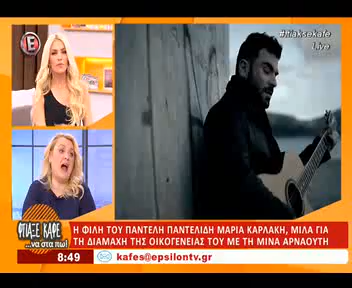 E
#ftiaksekafe
Live
ΦΤΙΑΞΕ ΚΑΦΕ
...να στα πω!
Η ΦΙΛΗ ΤΟΥ ΠΑΝΤΕΛΗ ΠΑΝΤΕΛΙΔΗ ΜΑΡΙΑ ΚΑΡΛΑΚΗ, ΜΙΛΑ ΓΙΑ
ΤΗ ΔΙΑΜΑΧΗ ΤΗΣ ΟΙΚΟΓΕΝΕΙΑΣ ΤΟΥ ΜΕ ΤΗ ΜΙΝΑ ΑΡΝΑΟΥΤΗ
8:49
kafes@epsilontv.gr